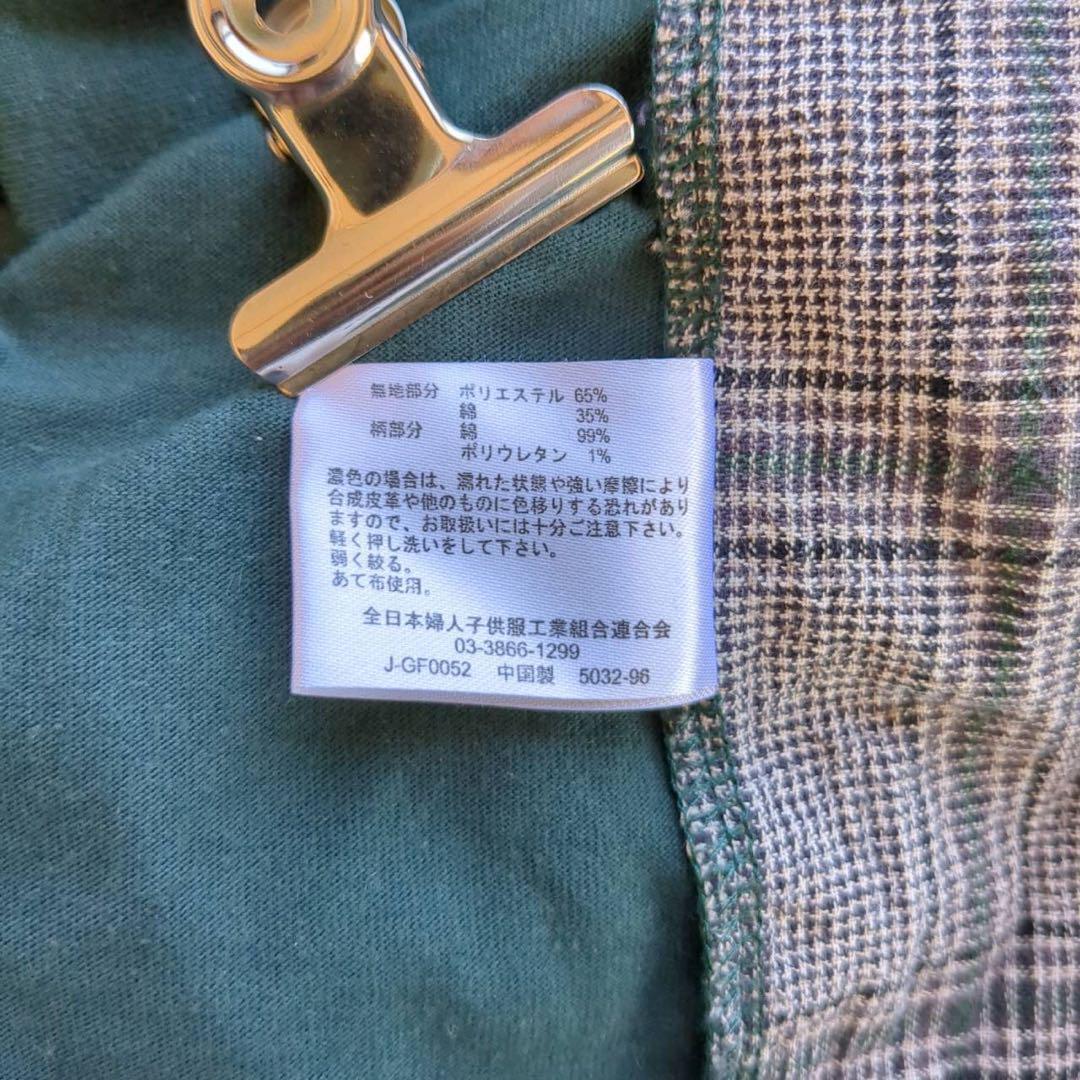 無地部分 ポリエステル 65%
綿 35%
柄部分 綿 99%
ポリウレタン 1%
濃色の場合は、濡れた状態や強い摩擦により
合成皮革や他のものに色移りする恐れがあり
ますので、お取扱いには十分ご注意下さい。
軽く押し洗いをして下さい。
弱く絞る。
あて布使用。
全日本婦人子供服工業組合連合会
03-3866-1299
J-GF0052 中国製 5032-96